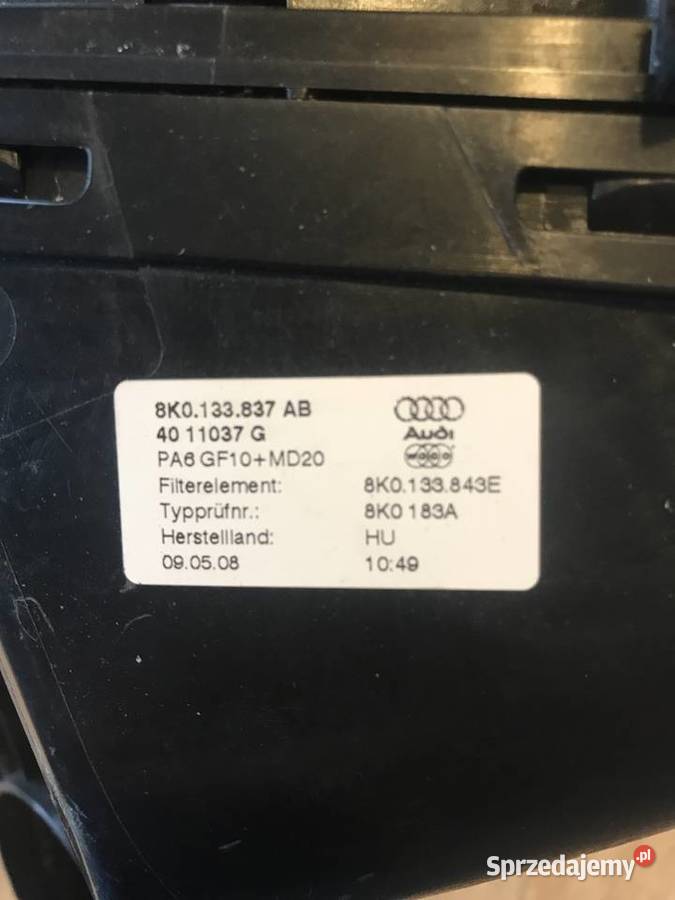 8K0.133.837 AB
40 11037 G
Audi
PA6 GF10+MD20
Filterelement: 8K0.133.843E
Typprüfnr.: 8K0 183A
Herstellland: HU
09.05.08 10:49
Sprzedajemy.pl